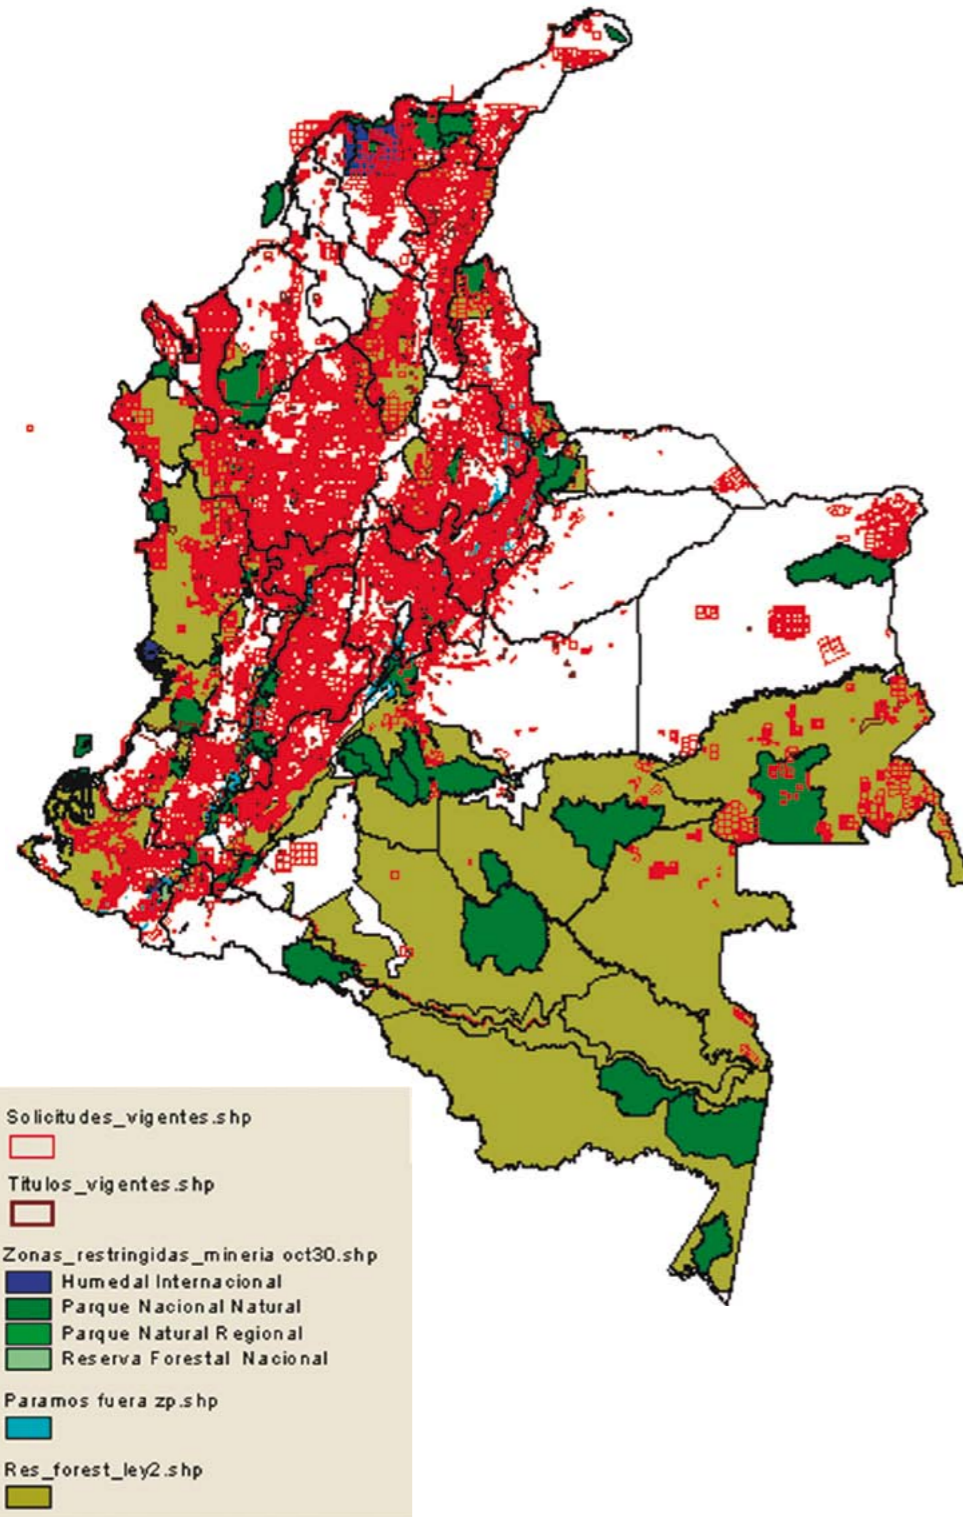 Solicitudes_vigentes.shp
Titulos_vigentes.shp
Zonas_restringidas_mineria oct30.shp
Humedal Internacional
Parque Nacional Natural
Parque Natural Regional
Reserva Forestal Nacional
Paramos fuera zp.shp
Res_forest_ley2.shp